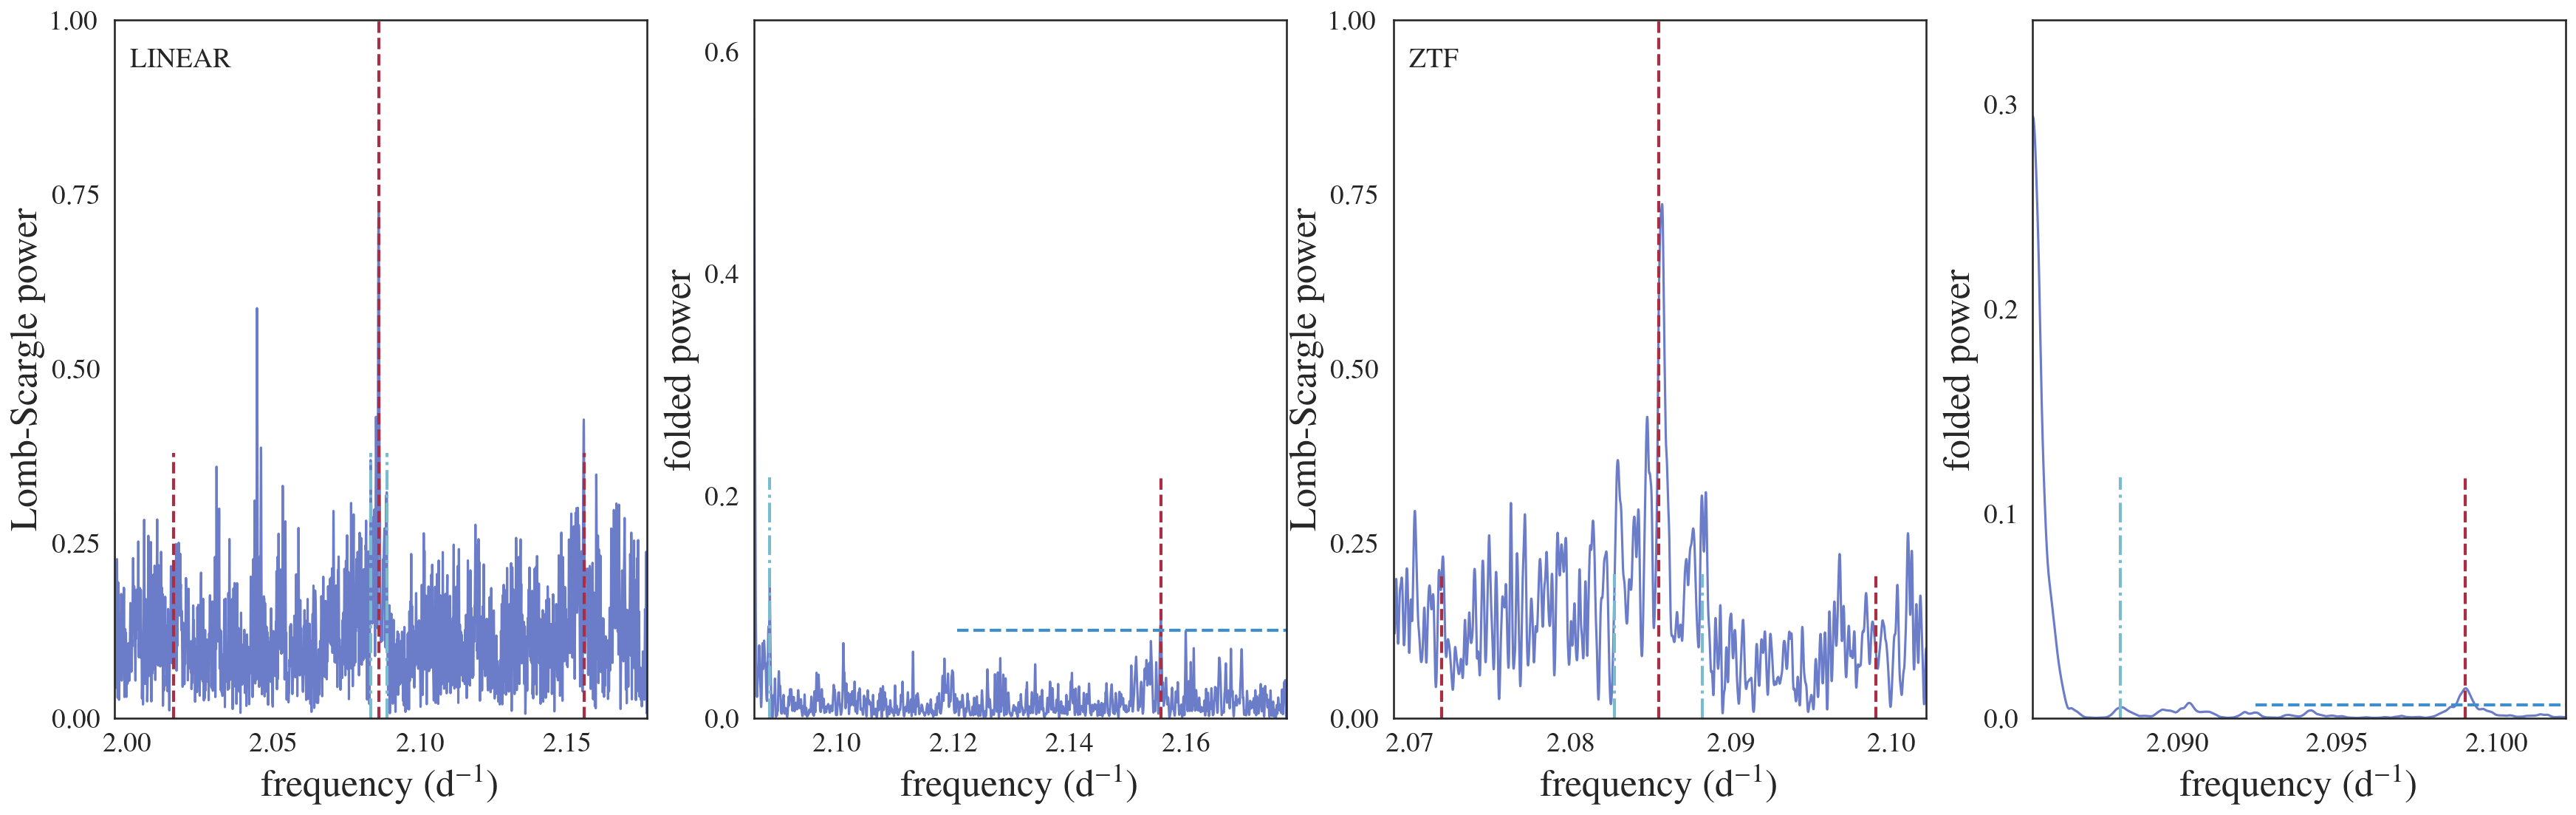 LINEAR
Lomb-Scargle power
1.00
0.75
0.50
0.25
0.00
2.00 2.05 2.10 2.15
frequency (d⁻¹)
folded power
0.6
0.4
0.2
0.0
2.10 2.12 2.14 2.16
frequency (d⁻¹)
ZTF
Lomb-Scargle power
1.00
0.75
0.50
0.25
0.00
2.07 2.08 2.09 2.10
frequency (d⁻¹)
folded power
0.3
0.2
0.1
0.0
2.090 2.095 2.100
frequency (d⁻¹)